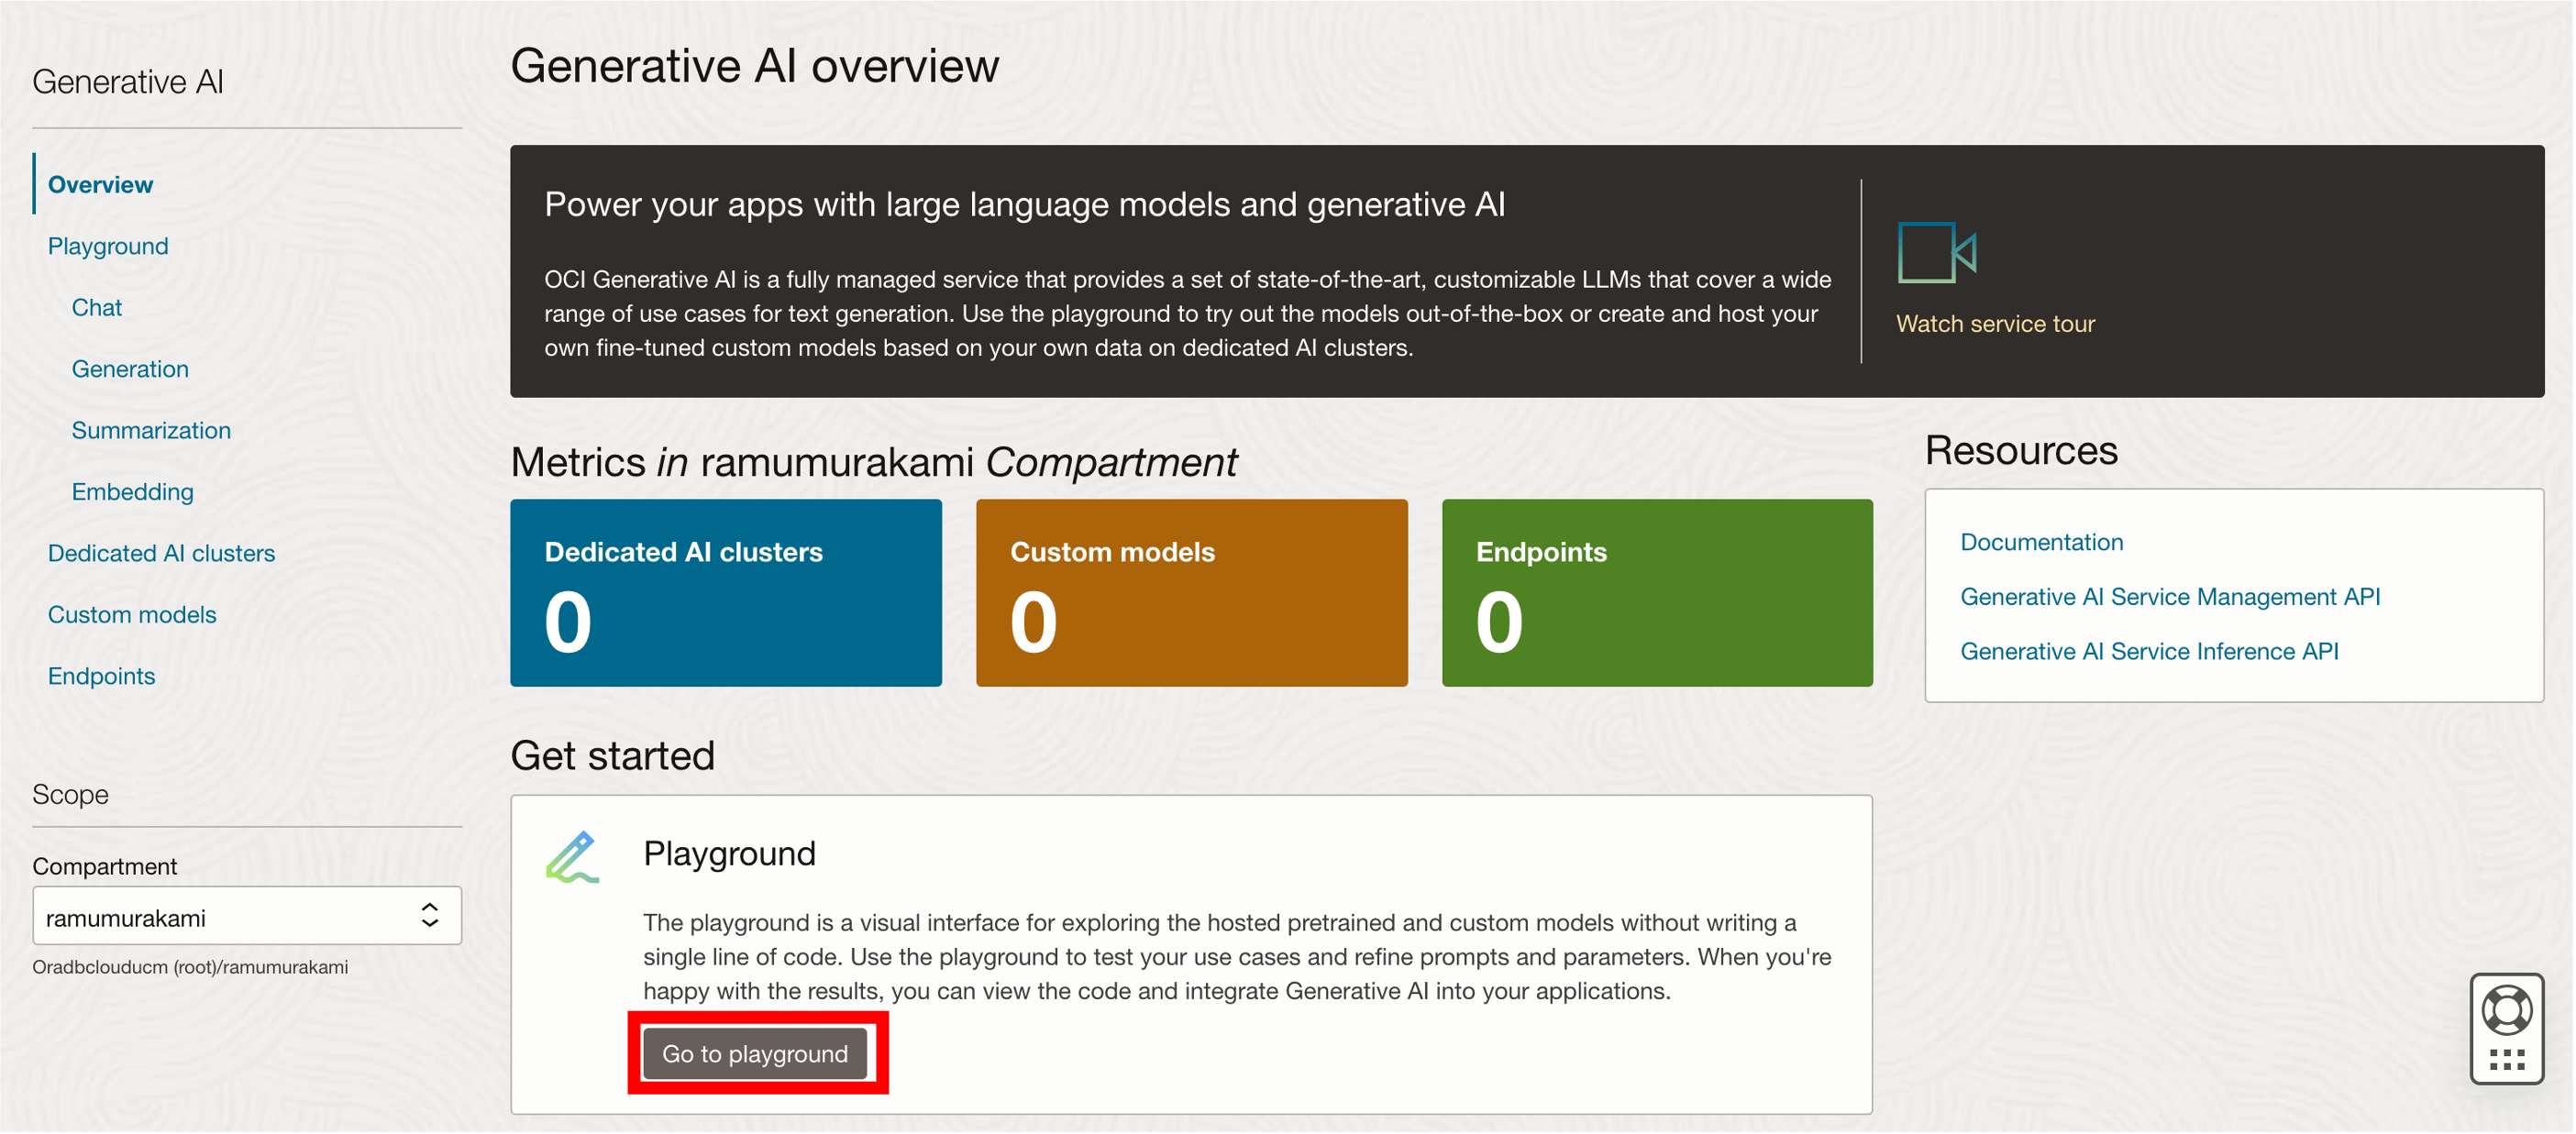 Generative AI
Overview
Playground
Chat
Generation
Summarization
Embedding
Dedicated AI clusters
Custom models
Endpoints
Scope
Compartment
ramumurakami
Oradbclouducm (root)/ramumurakami
Generative AI overview
Power your apps with large language models and generative AI
OCI Generative AI is a fully managed service that provides a set of state-of-the-art, customizable LLMs that cover a wide
range of use cases for text generation. Use the playground to try out the models out-of-the-box or create and host your
own fine-tuned custom models based on your own data on dedicated AI clusters.
Watch service tour
Metrics in ramumurakami Compartment
Dedicated AI clusters
0
Custom models
0
Endpoints
0
Resources
Documentation
Generative AI Service Management API
Generative AI Service Inference API
Get started
Playground
The playground is a visual interface for exploring the hosted pretrained and custom models without writing a
single line of code. Use the playground to test your use cases and refine prompts and parameters. When you're
happy with the results, you can view the code and integrate Generative AI into your applications.
Go to playground